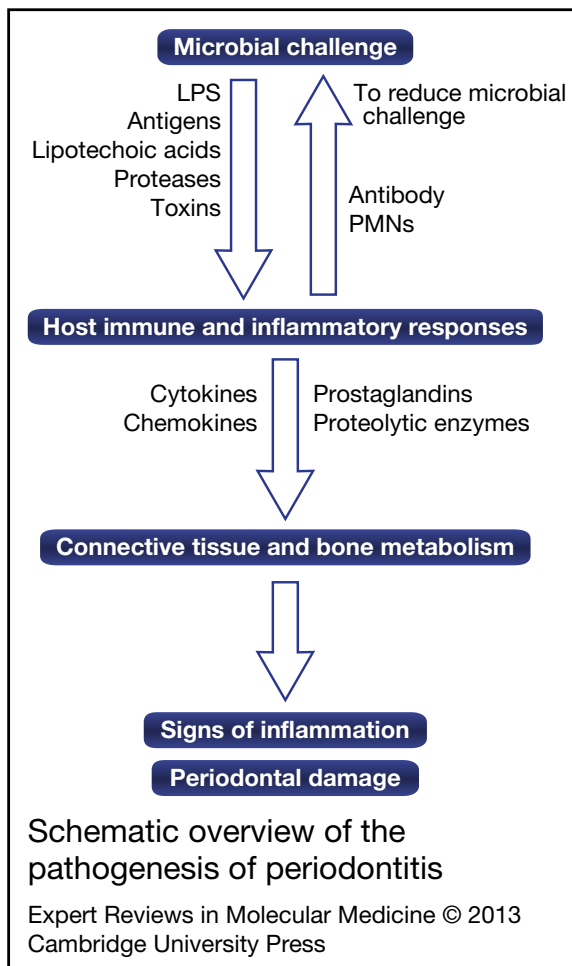 Microbial challenge
LPS
Antigens
Lipotechoic acids
Proteases
Toxins
To reduce microbial
challenge
Antibody
PMNs
Host immune and inflammatory responses
Cytokines
Chemokines
Prostaglandins
Proteolytic enzymes
Connective tissue and bone metabolism
Signs of inflammation
Periodontal damage
Schematic overview of the
pathogenesis of periodontitis
Expert Reviews in Molecular Medicine © 2013
Cambridge University Press